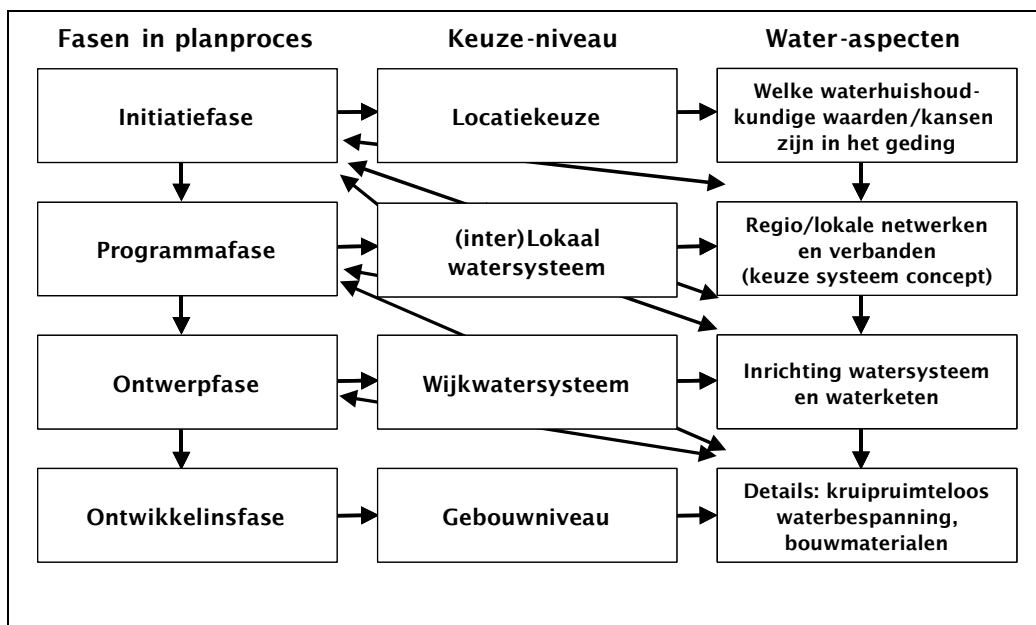 Fasen in planproces
Keuze-niveau
Water-aspecten
Initiatiefase
Locatiekeuze
Welke waterhuishoud-
kundige waarden/kansen
zijn in het geding
Programmafase
(inter)Lokaal
watersysteem
Regio/lokale netwerken
en verbanden
(keuze systeem concept)
Ontwerpfase
Wijkwatersysteem
Inrichting watersysteem
en waterketen
Ontwikkelinsfase
Gebouwniveau
Details: kruipruimteloos
waterbespanning,
bouwmaterialen